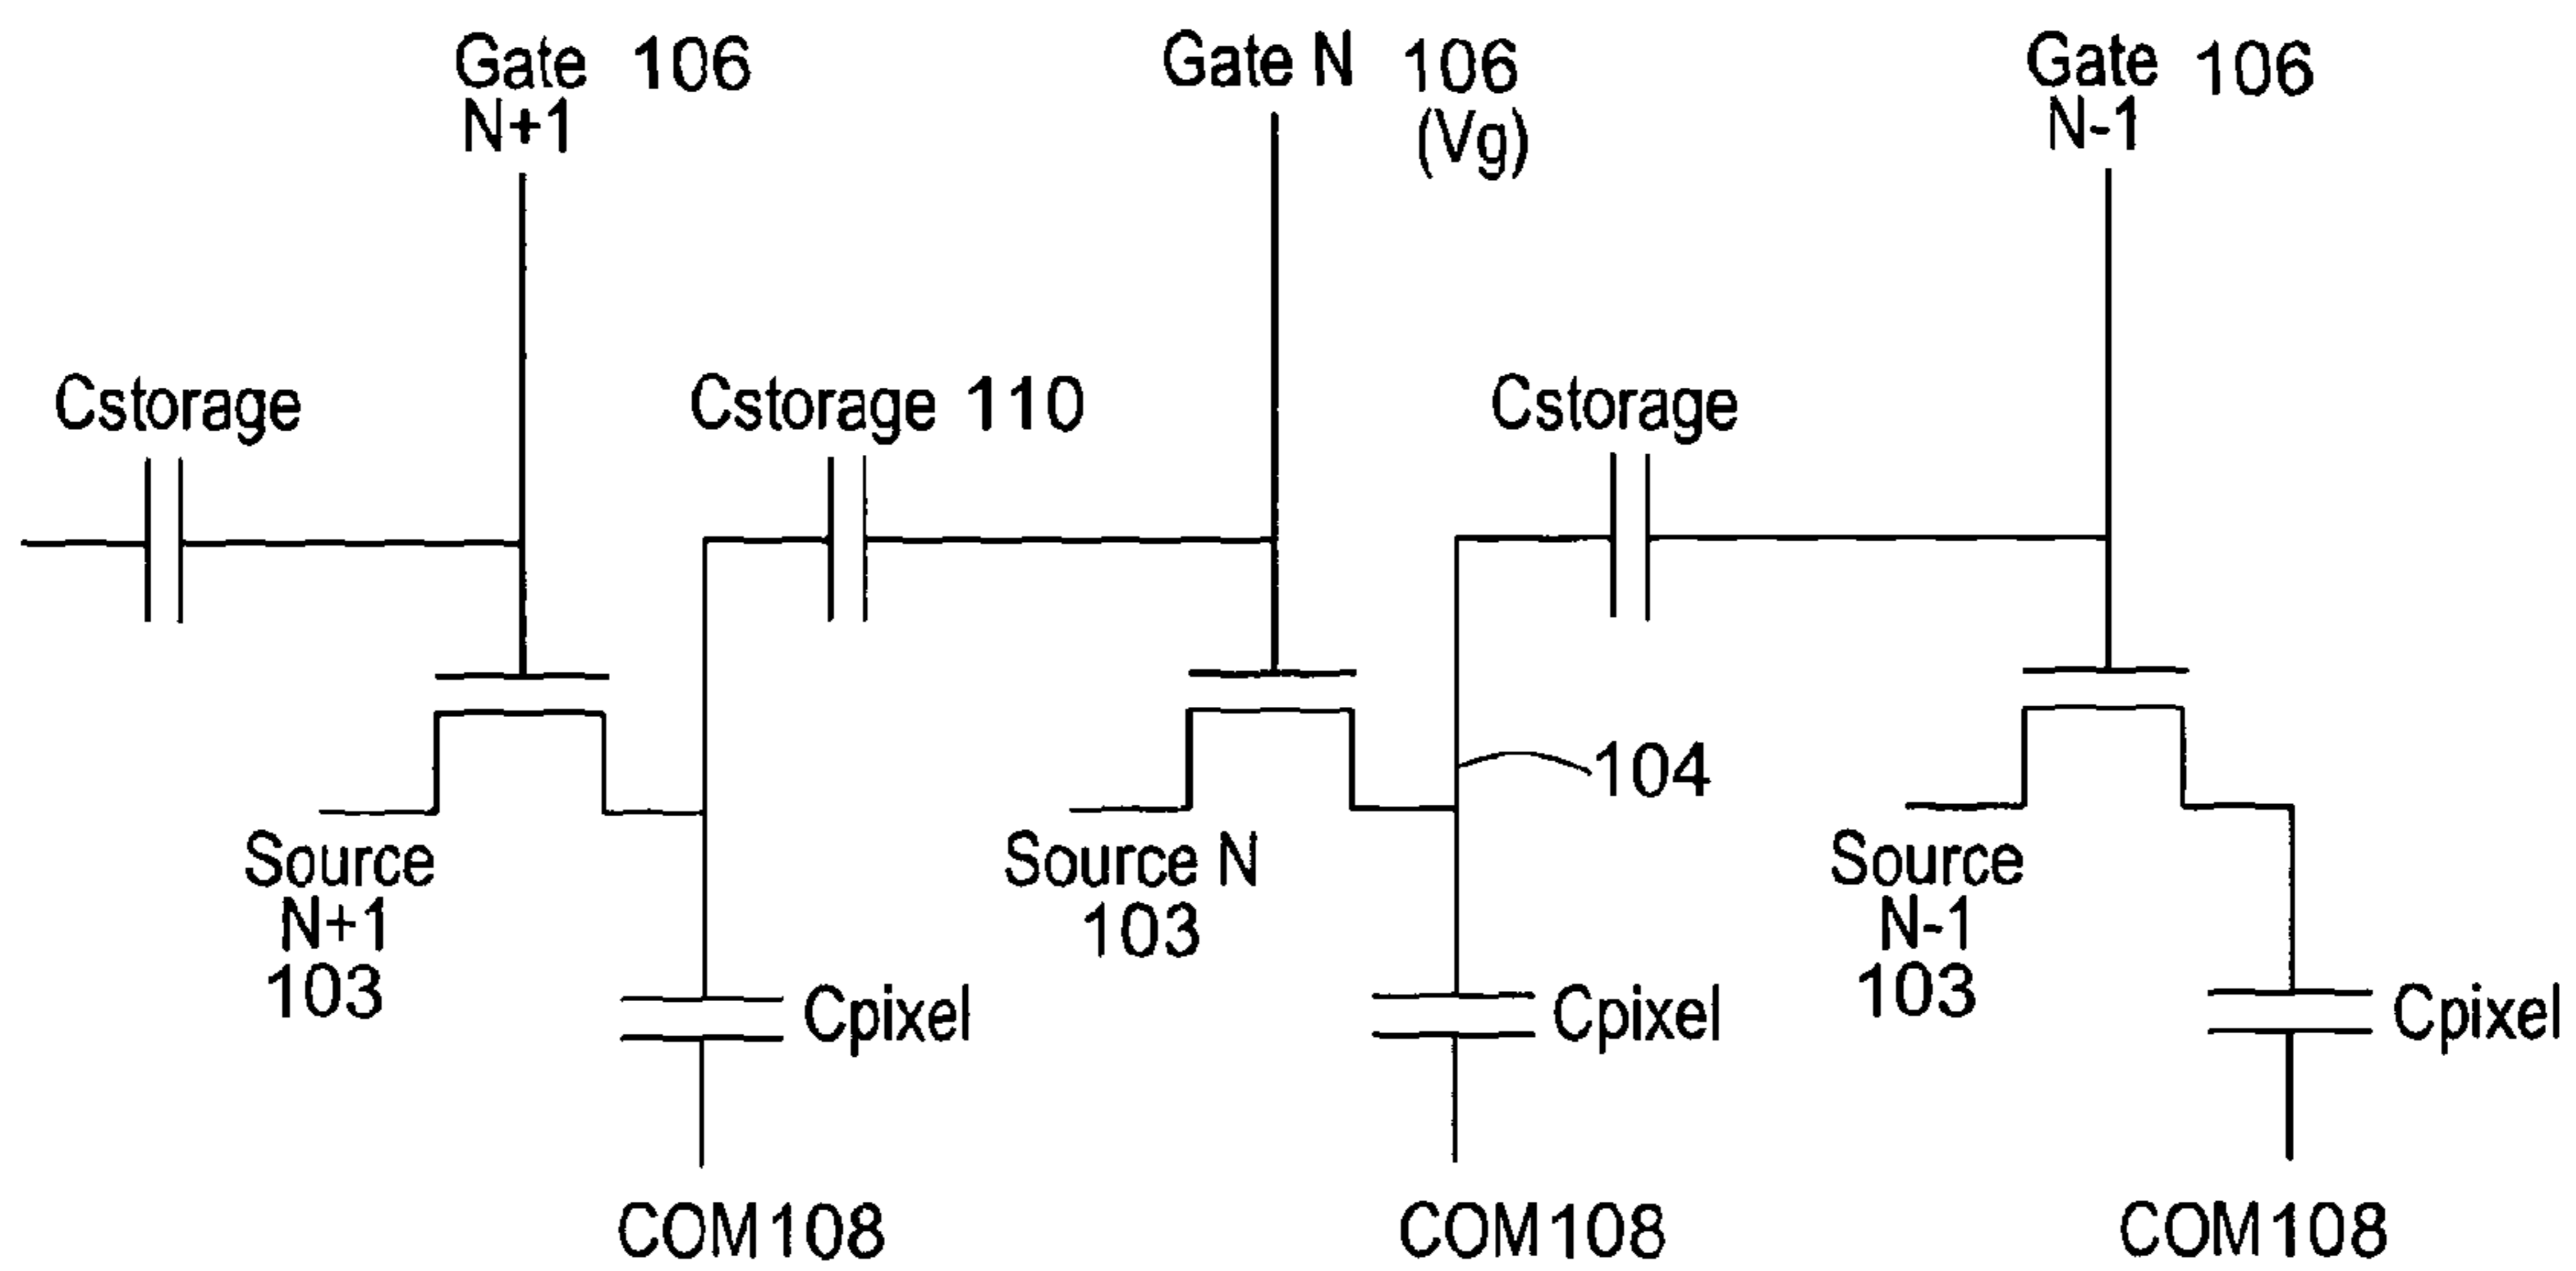 Gate 106
N+1
Gate N 106
(Vg)
Gate 106
N-1
Cstorage
Cstorage 110
Cstorage
104
Source
N+1
103
Source N
103
Source
N-1
103
Cpixel
Cpixel
Cpixel
COM108
COM108
COM108